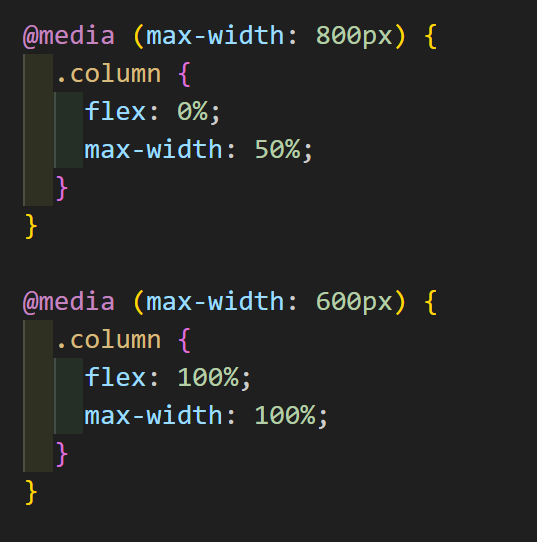 @media (max-width: 800px) {
  .column {
    flex: 0%;
    max-width: 50%;
  }
}

@media (max-width: 600px) {
  .column {
    flex: 100%;
    max-width: 100%;
  }
}